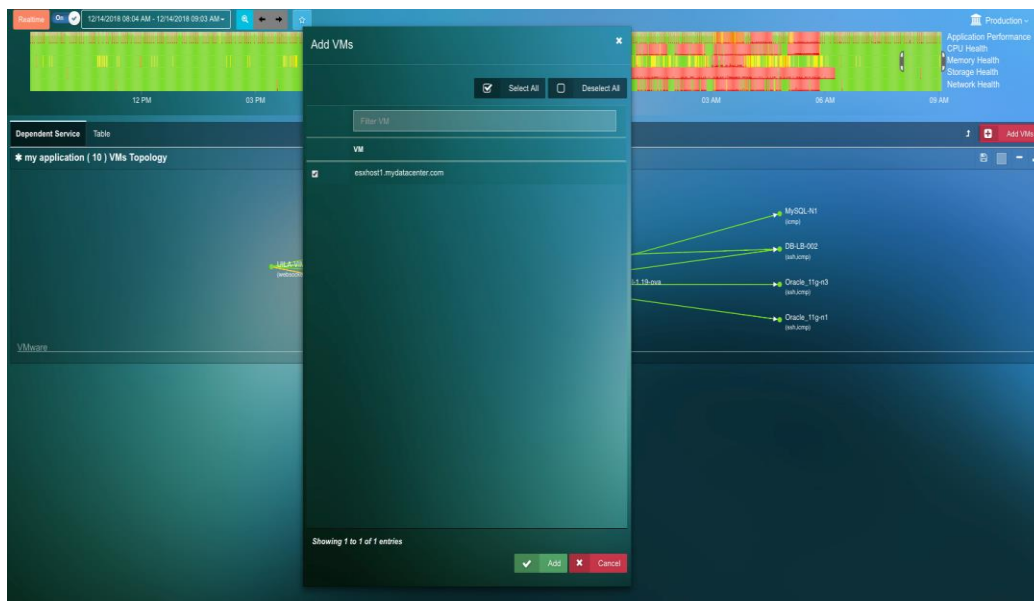 Realtime On 12/14/2018 08:04 AM - 12/14/2018 09:03 AM
Production
Application Performance
CPU Health
Memory Health
Storage Health
Network Health
12 PM 03 PM 03 AM 06 AM 09 AM
Add VMs
Select All Deselect All
Filter VM
VM
esxhost1.mydatacenter.com
Showing 1 to 1 of 1 entries
Add Cancel
Dependent Service Table
Add VMs
my application ( 10 ) VMs Topology
MySQL-N1
(icmp)
DB-LB-002
(ssh,icmp)
1.19-ova
Oracle_11g-n3
(ssh,icmp)
Oracle_11g-n1
(ssh,icmp)
VMware